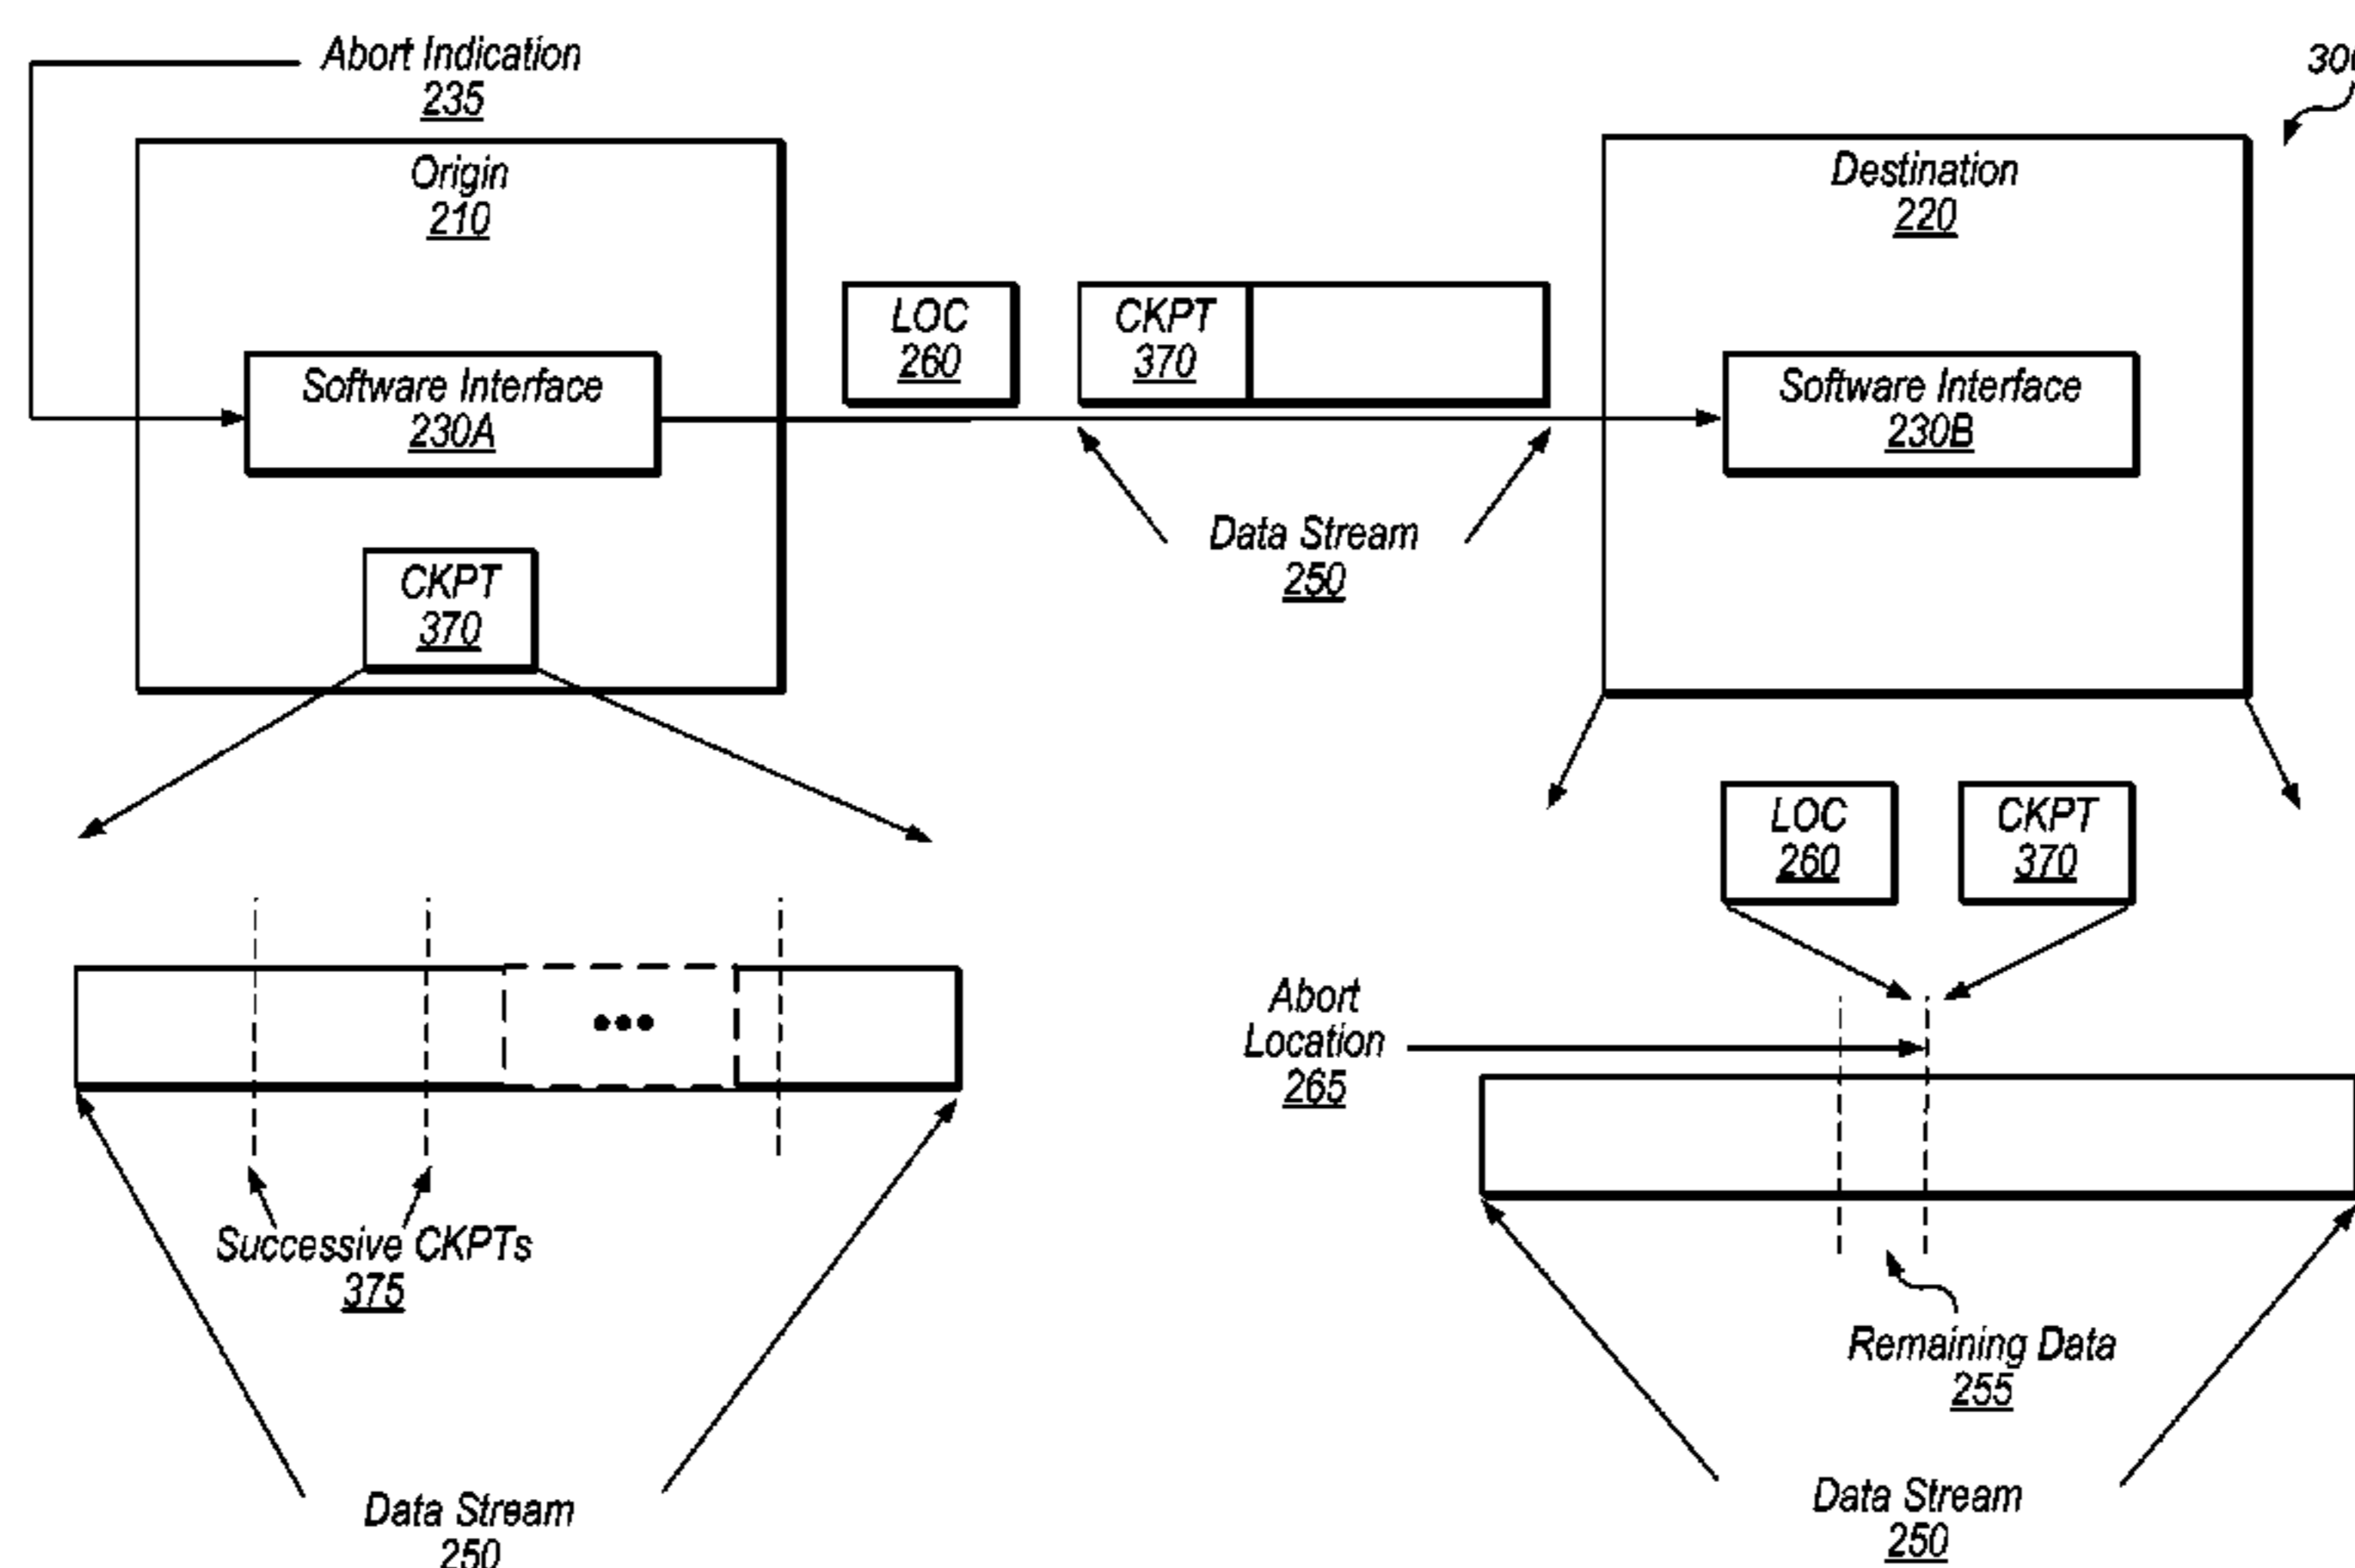 Abort Indication
235
Origin
210
Software Interface
230A
CKPT
370
LOC
260
CKPT
370
Data Stream
250
Destination
220
Software Interface
230B
LOC
260
CKPT
370
Successive CKPTs
375
Data Stream
250
Abort
Location
265
Remaining Data
255
Data Stream
250